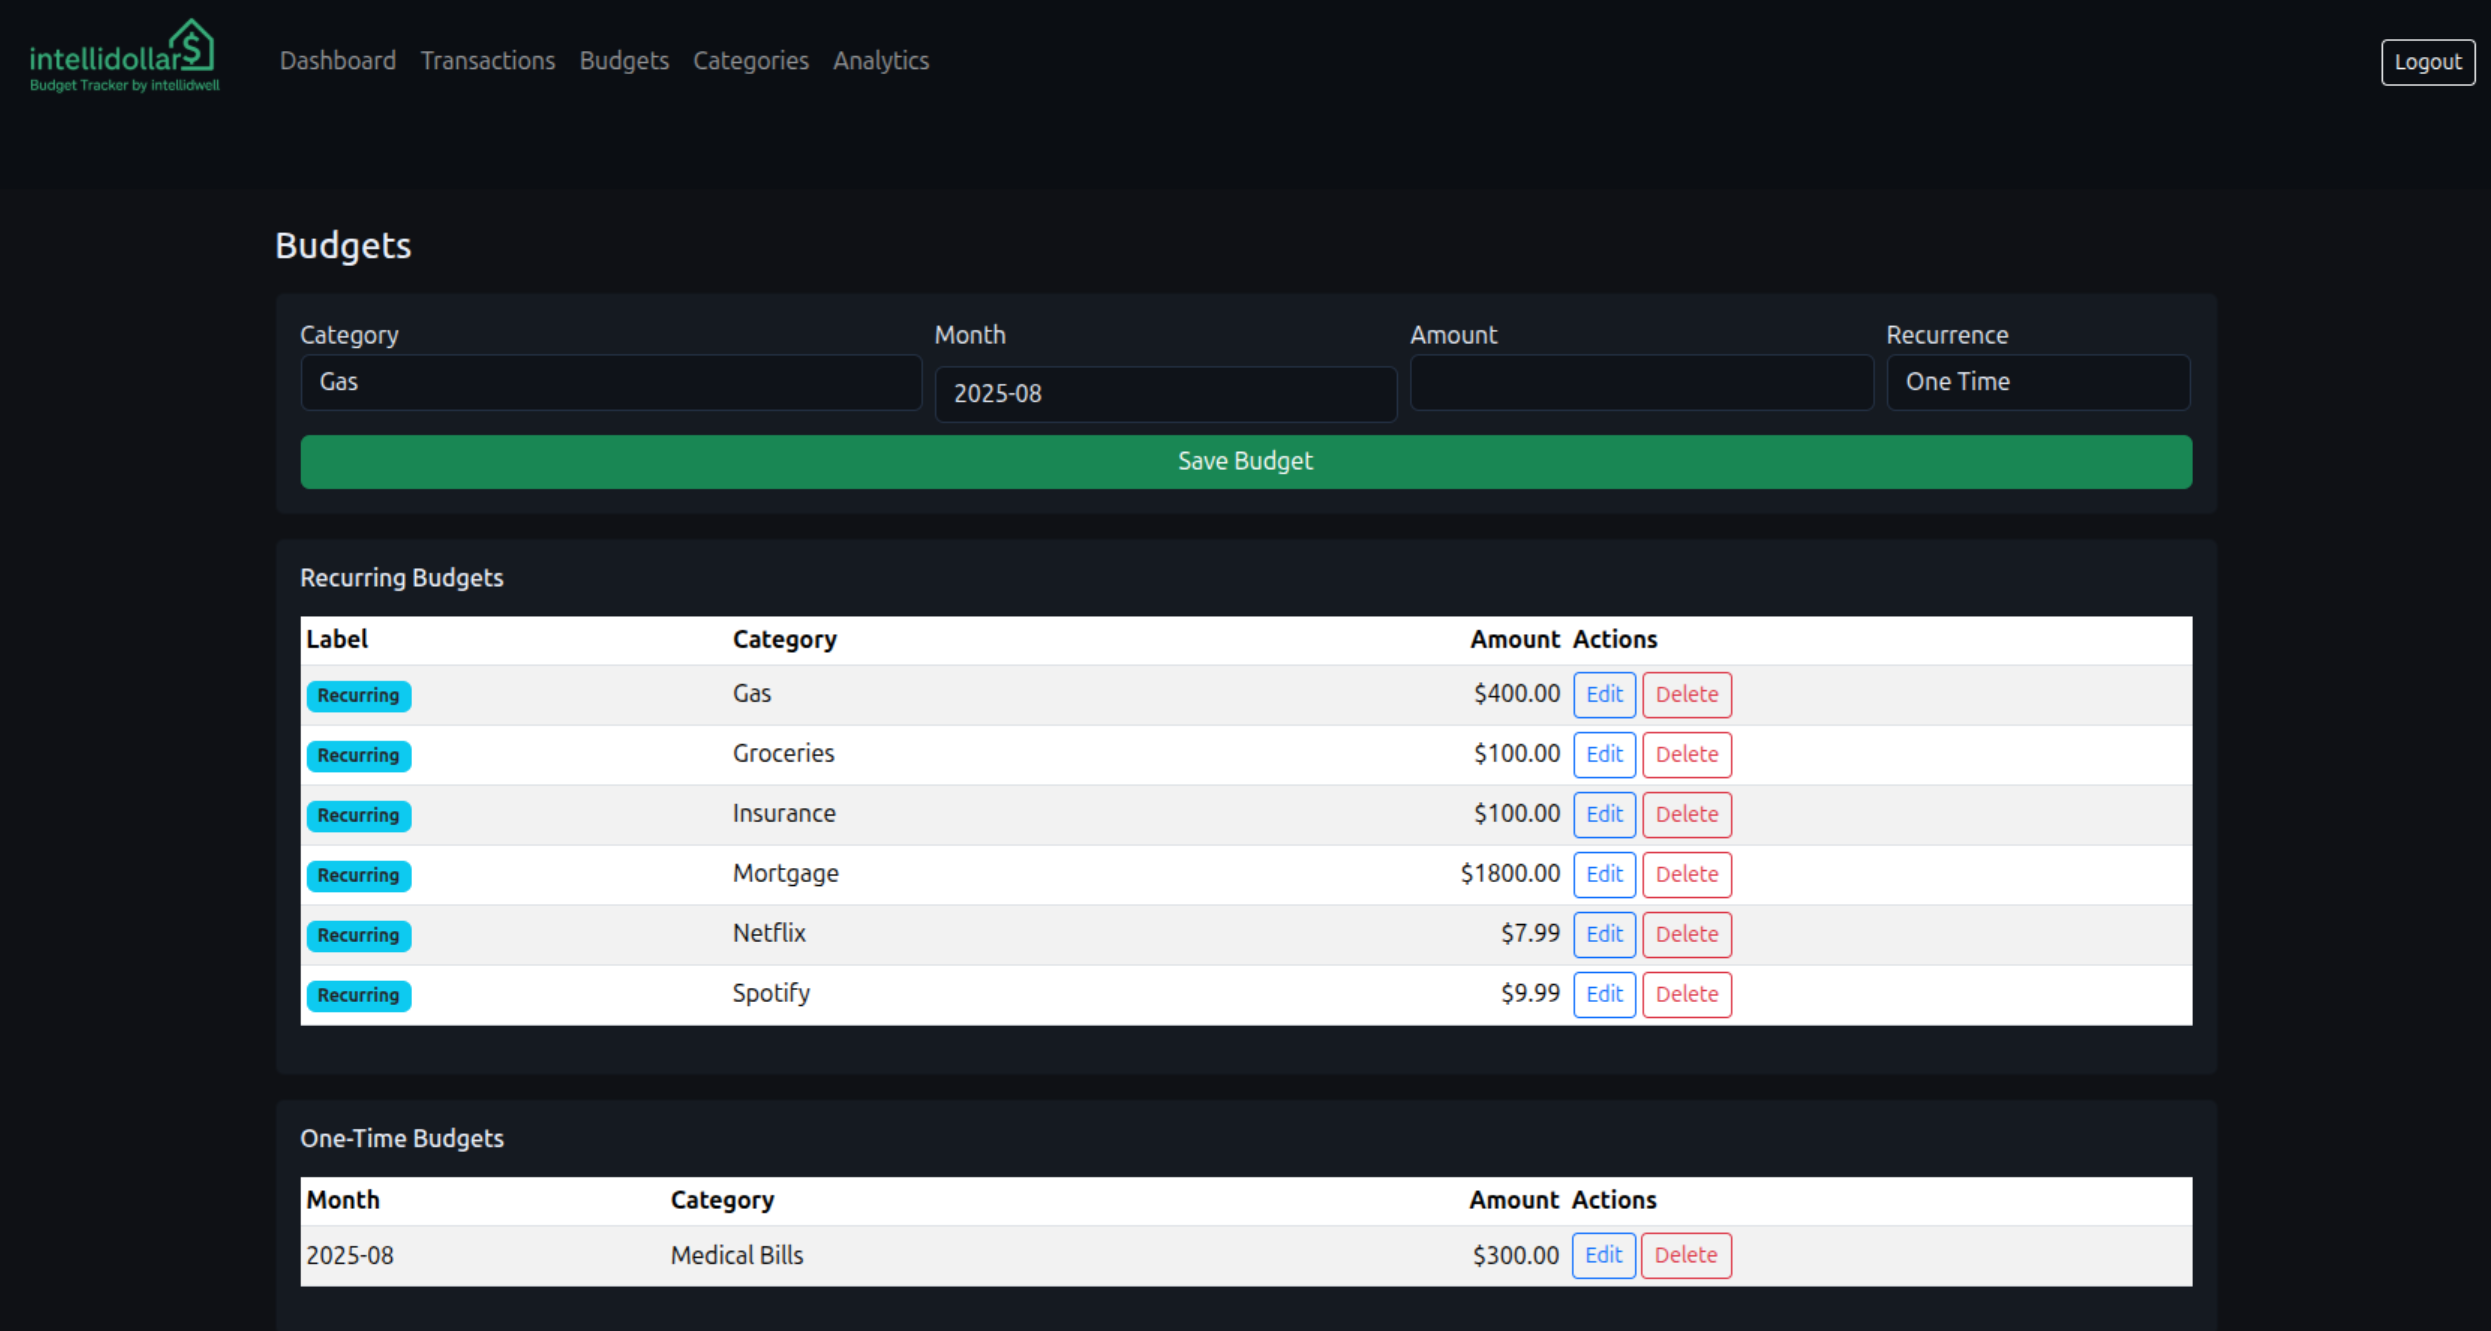 intellidollar$
Budget Tracker by intellidwell
Dashboard Transactions Budgets Categories Analytics
Logout
Budgets
Category Month Amount Recurrence
Gas 2025-08 One Time
Save Budget
Recurring Budgets
Label Category Amount Actions
Recurring Gas $400.00 Edit Delete
Recurring Groceries $100.00 Edit Delete
Recurring Insurance $100.00 Edit Delete
Recurring Mortgage $1800.00 Edit Delete
Recurring Netflix $7.99 Edit Delete
Recurring Spotify $9.99 Edit Delete
One-Time Budgets
Month Category Amount Actions
2025-08 Medical Bills $300.00 Edit Delete